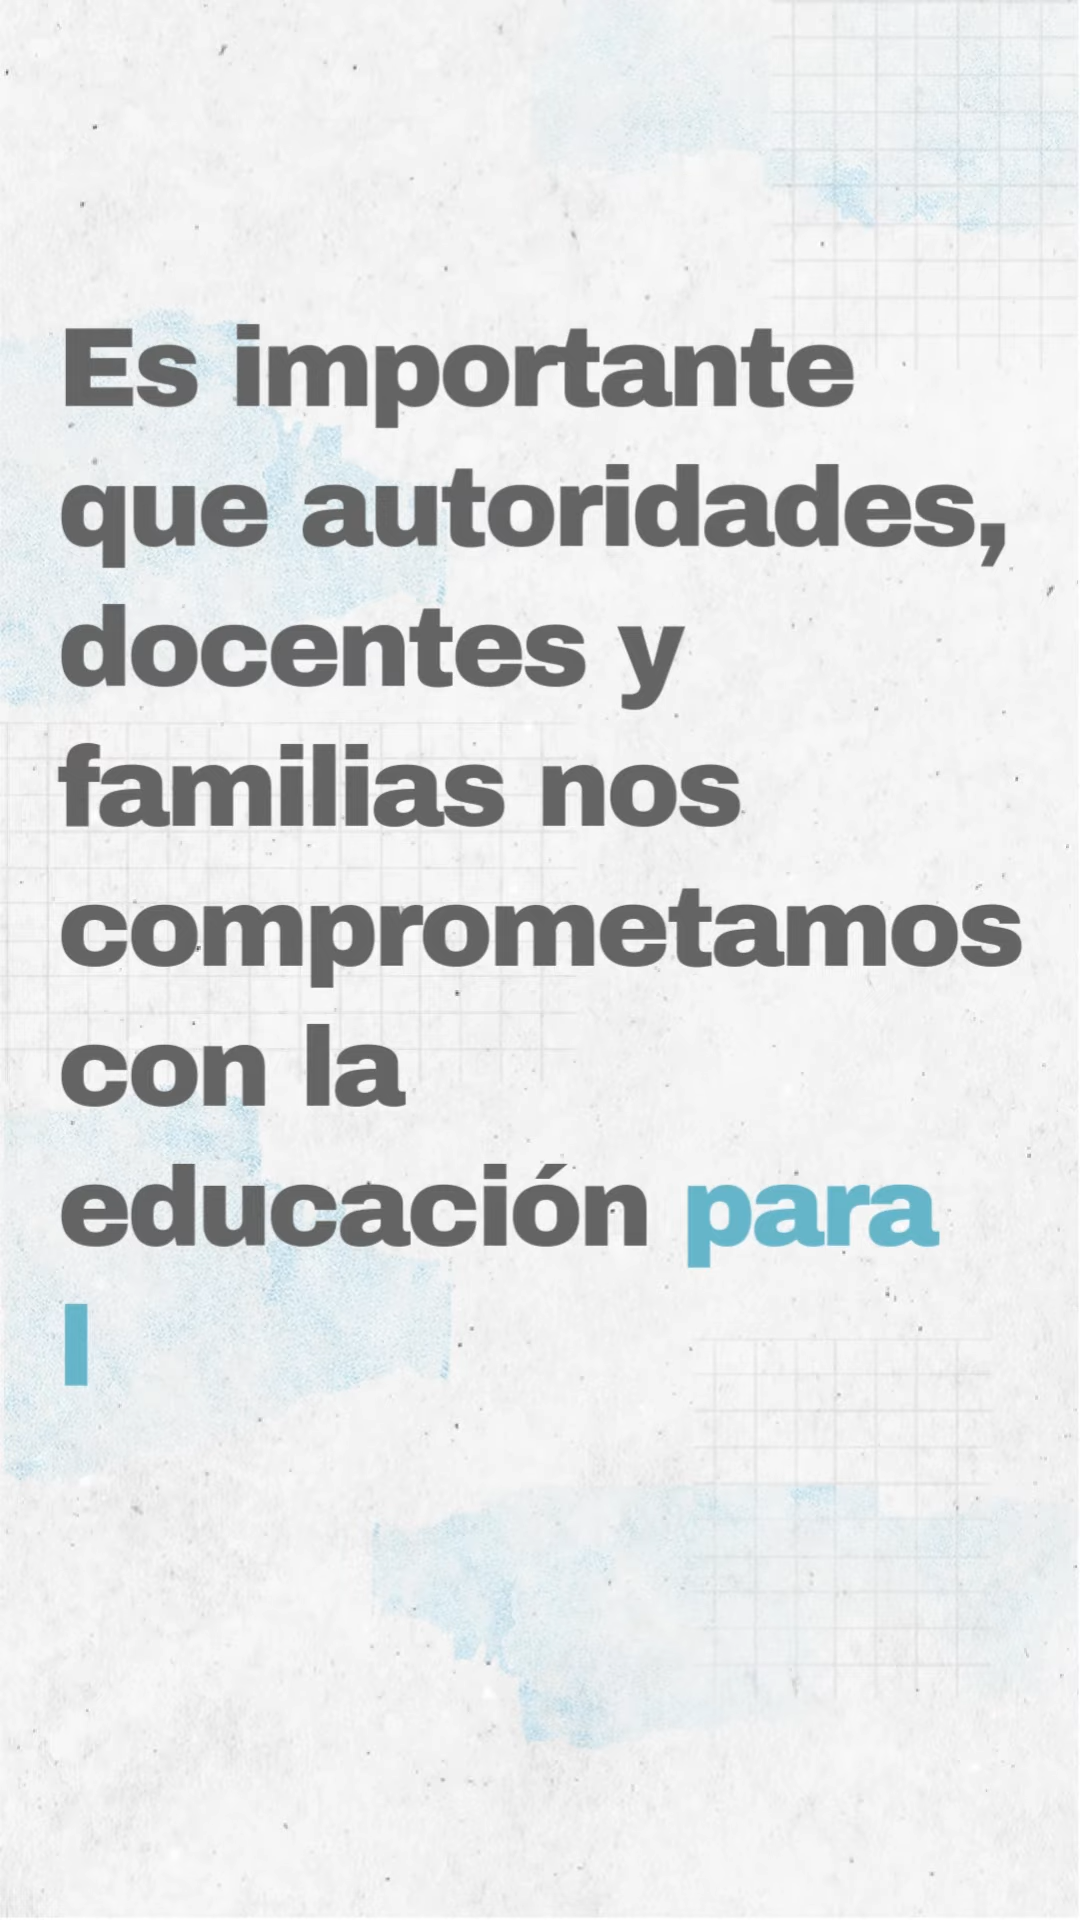 Es importante
que autoridades,
docentes y
familias nos
comprometamos
con la
educación para
l